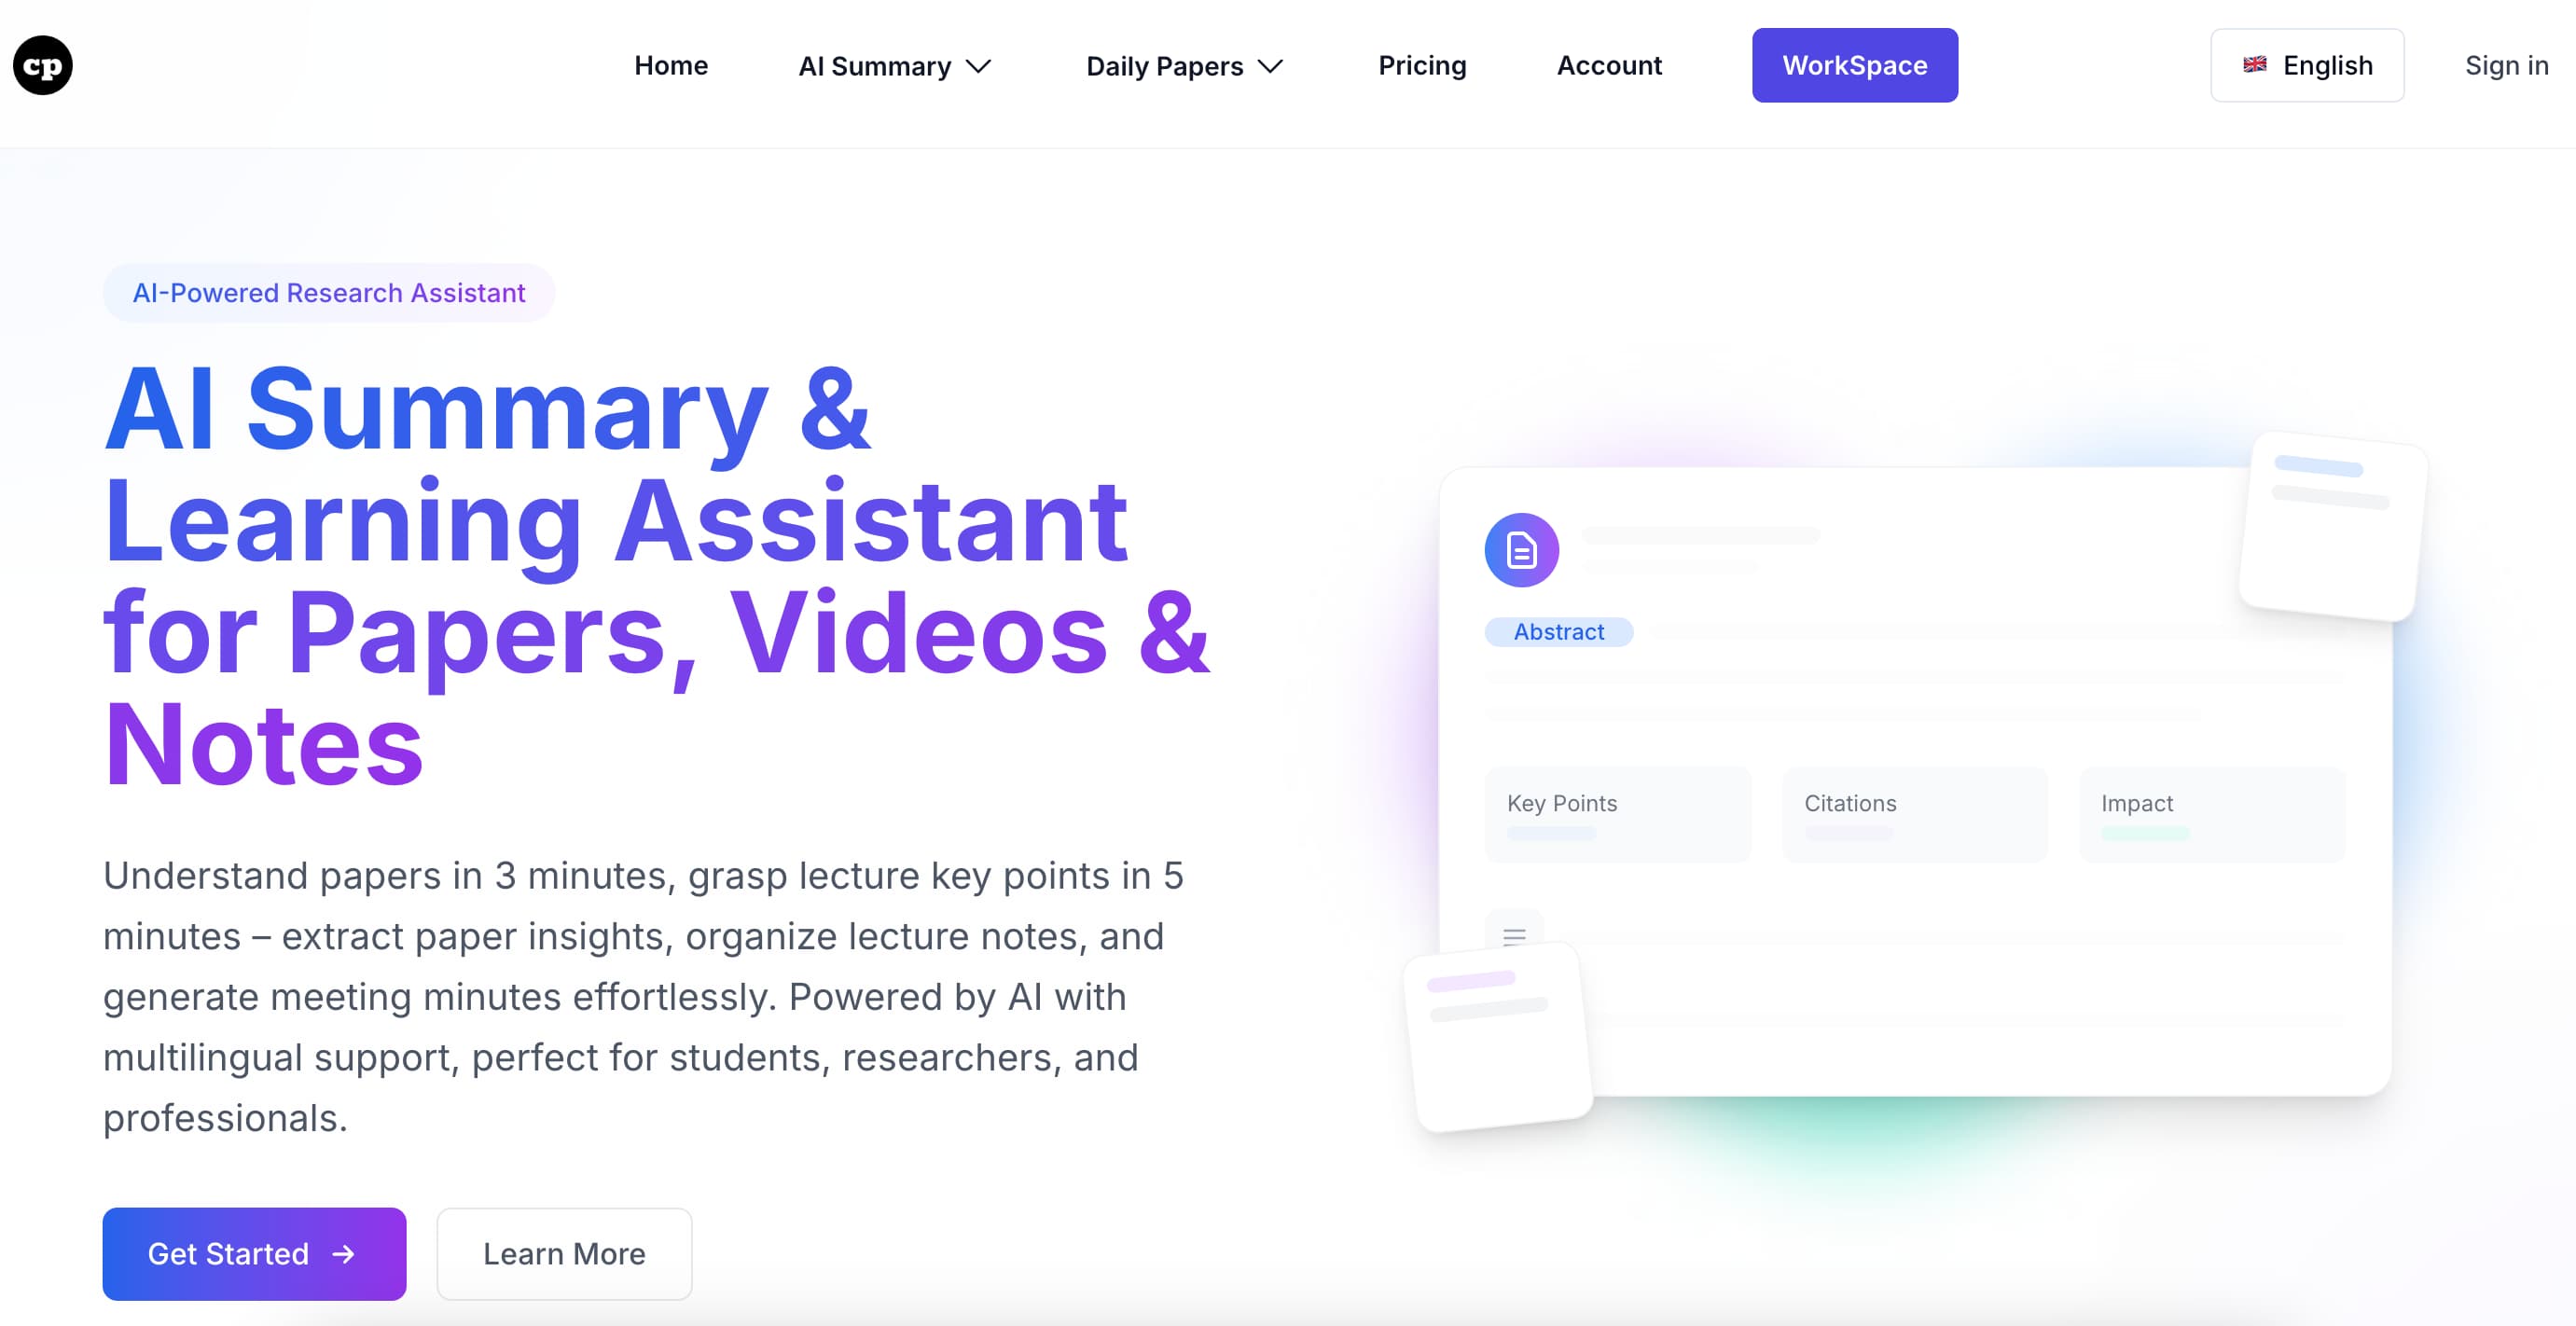 cp
Home
AI Summary
Daily Papers
Pricing
Account
WorkSpace
English
Sign in
AI-Powered Research Assistant
AI Summary &
Learning Assistant
for Papers, Videos &
Notes
Understand papers in 3 minutes, grasp lecture key points in 5
minutes – extract paper insights, organize lecture notes, and
generate meeting minutes effortlessly. Powered by AI with
multilingual support, perfect for students, researchers, and
professionals.
Get Started →
Learn More
Abstract
Key Points
Citations
Impact